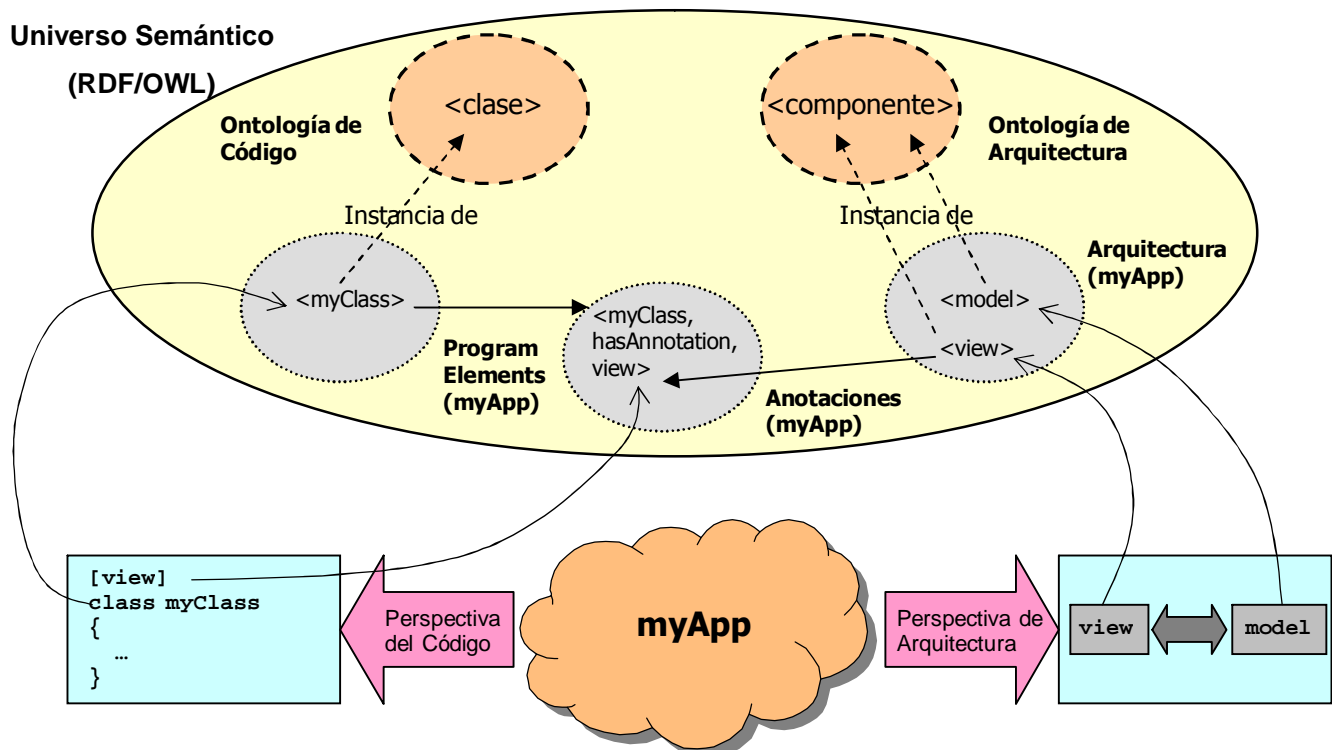 Universo Semántico
(RDF/OWL)
<clase>
<componente>
Ontología de
Código
Ontología de
Arquitectura
Instancia de
Instancia de
Arquitectura
(myApp)
<myClass>
<myClass,
hasAnnotation,
view>
<model>
<view>
Program
Elements
(myApp)
Anotaciones
(myApp)
[view]
class myClass
{
…
}
Perspectiva
del Código
myApp
Perspectiva de
Arquitectura
view
model